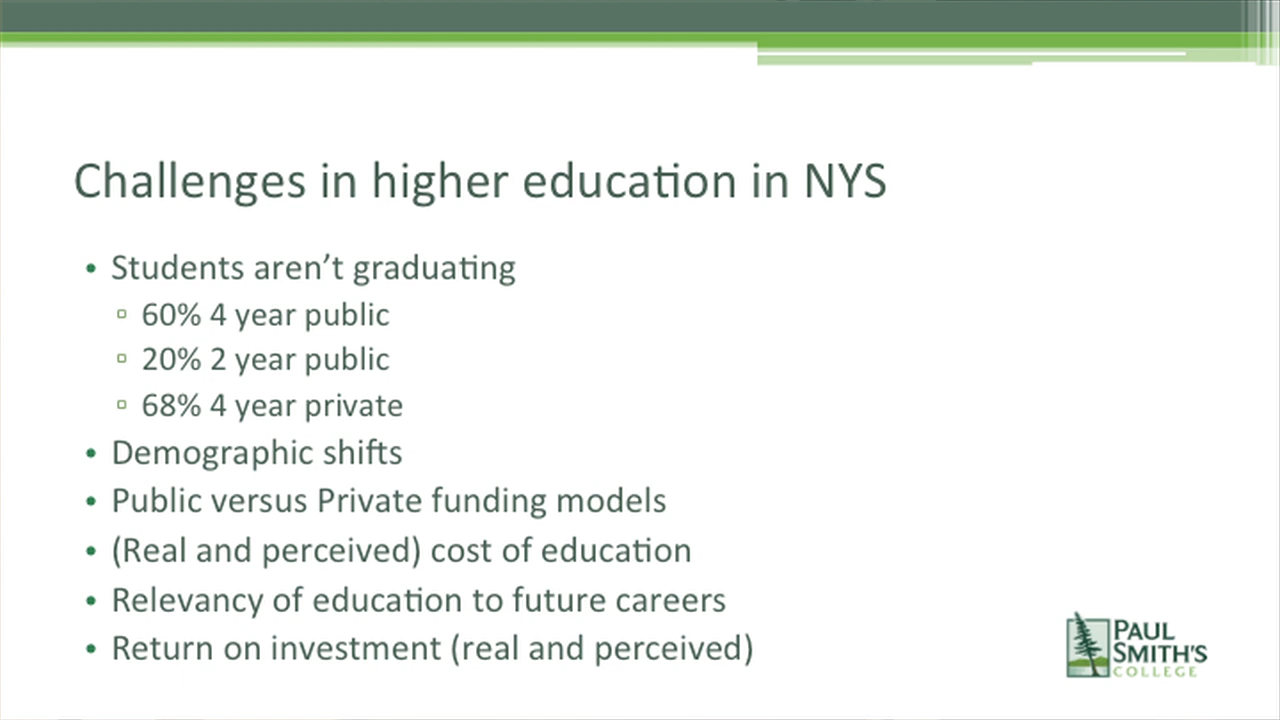 Challenges in higher education in NYS
• Students aren’t graduating
▫ 60% 4 year public
▫ 20% 2 year public
▫ 68% 4 year private
• Demographic shifts
• Public versus Private funding models
• (Real and perceived) cost of education
• Relevancy of education to future careers
• Return on investment (real and perceived)
PAUL
SMITH’S
COLLEGE